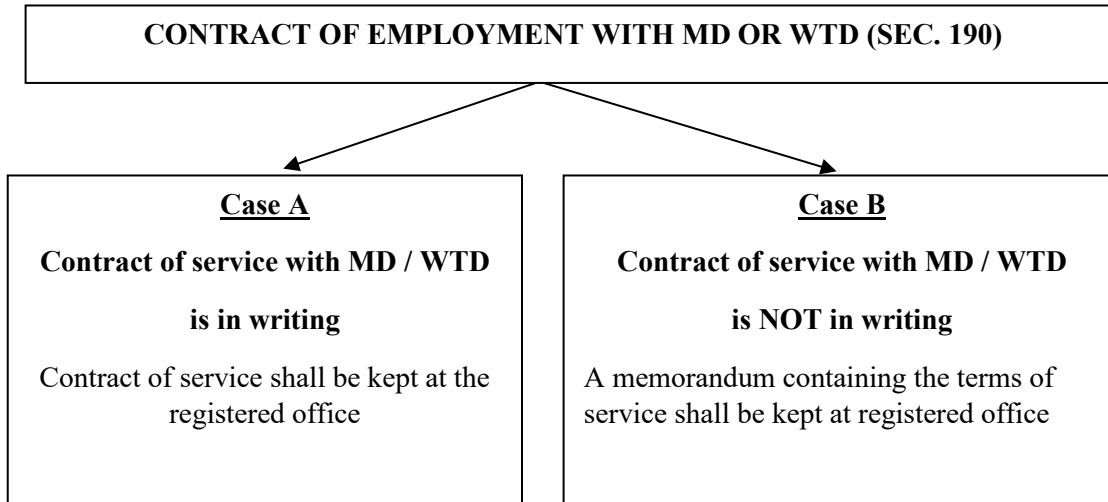 CONTRACT OF EMPLOYMENT WITH MD OR WTD (SEC. 190)
Case A
Contract of service with MD / WTD
is in writing
Contract of service shall be kept at the
registered office
Case B
Contract of service with MD / WTD
is NOT in writing
A memorandum containing the terms of
service shall be kept at registered office